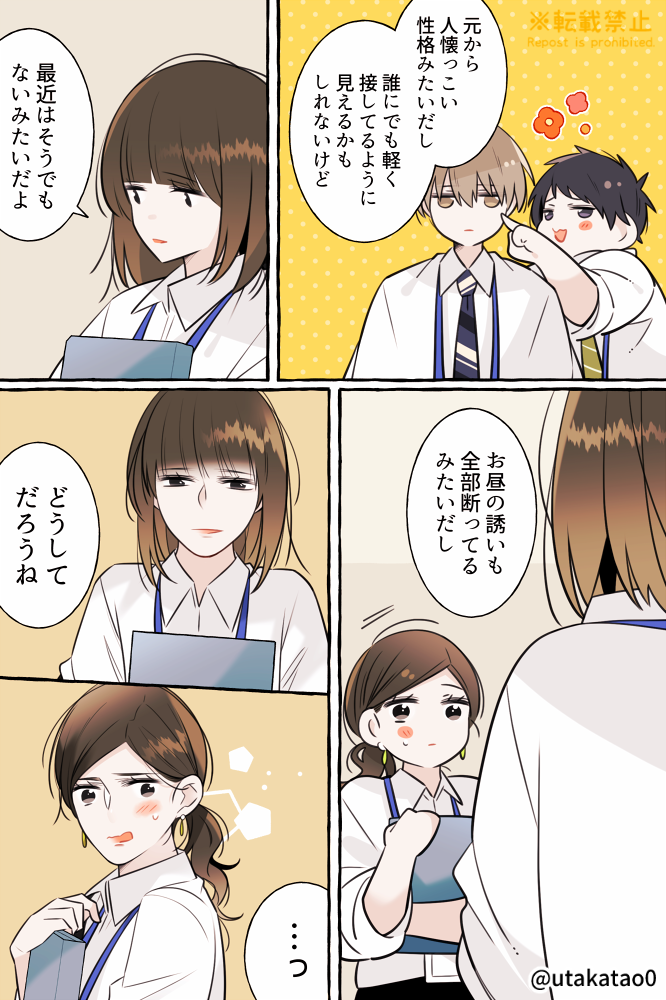 ※転載禁止
Repost is prohibited.
元から
人懐っこい
性格みたいだし
誰にでも軽く
接してるように
見えるかも
しれないけど
最近はそうでも
ないみたいだよ
お昼の誘いも
全部断ってる
みたいだし
どうして
だろうね
…っ
@utakatao0